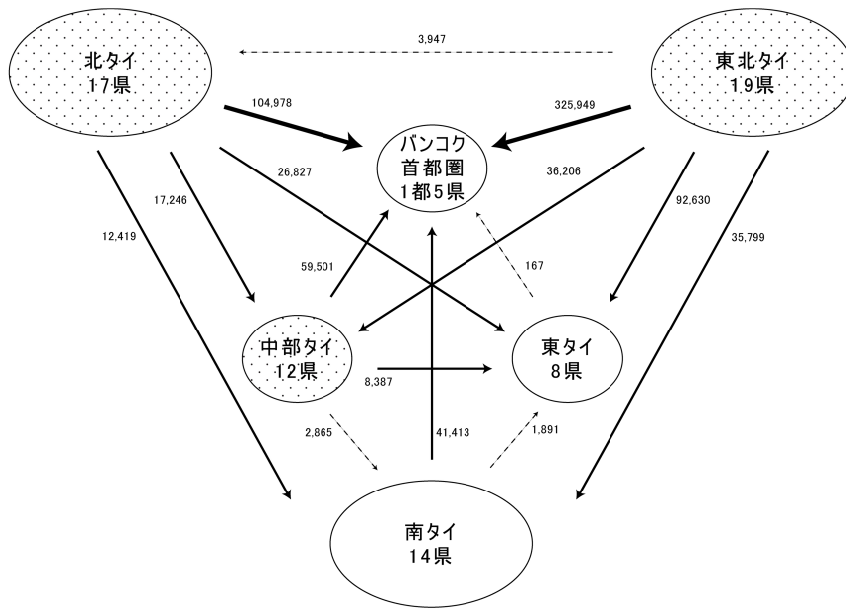 3,947
北タイ
17県
東北タイ
19県
104,978
325,949
バンコク
首都圏
1都5県
26,827
36,206
17,246
92,630
12,419
35,799
59,501
167
中部タイ
12県
東タイ
8県
8,387
2,865
41,413
1,891
南タイ
14県